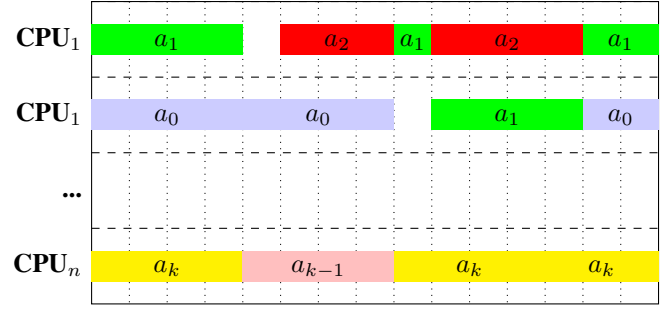 CPU₁ a₁ a₂ a₁ a₂ a₁
CPU₁ a₀ a₀ a₁ a₀
...
CPUₙ aₖ aₖ₋₁ aₖ aₖ